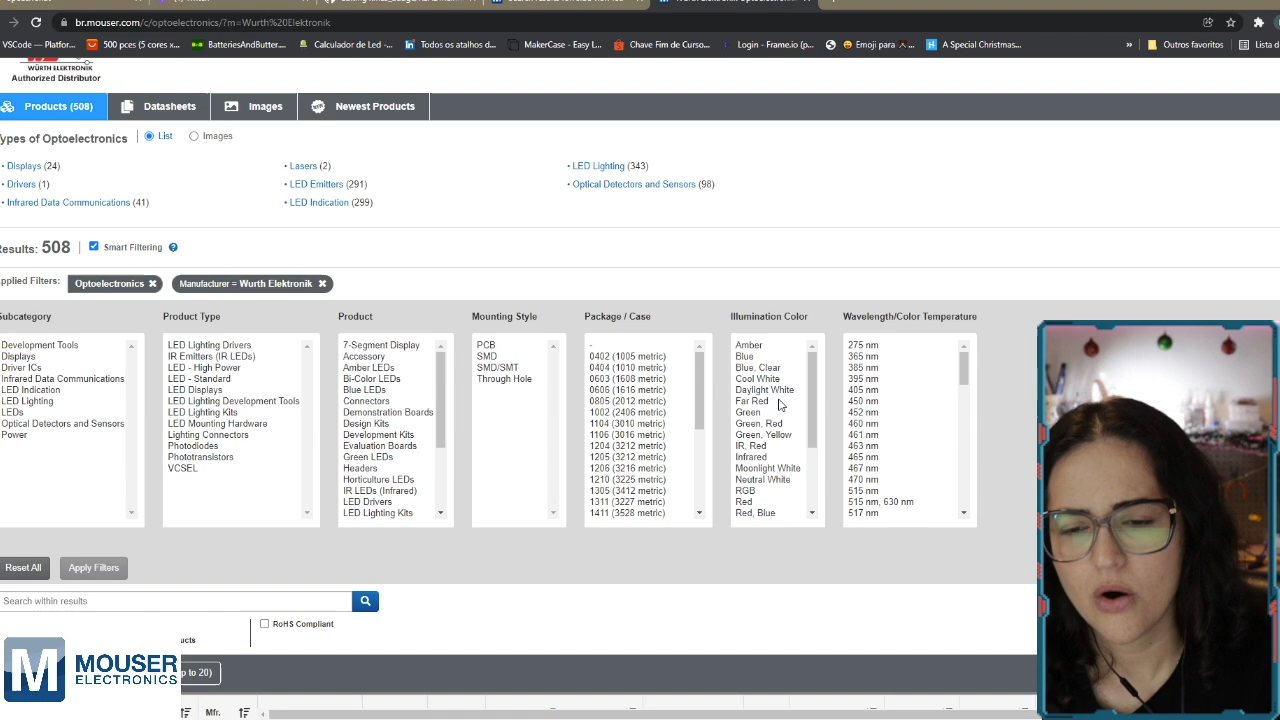 br.mouser.com/c/optoelectronics/?m=Wurth%20Elektronik
VSCode — Platfor...
500 pces (5 cores x...
BatteriesAndButter....
Calculador de Led -...
Todos os atalhos d...
MakerCase - Easy L...
Chave Fim de Curso...
Login - Frame.io (p...
Emoji para
A Special Christmas...
»
Outros favoritos
Lista d
WÜRTH ELEKTRONIK
Authorized Distributor
Products (508)
Datasheets
Images
Newest Products
ypes of Optoelectronics
List
Images
• Displays (24)
• Lasers (2)
• LED Lighting (343)
• Drivers (1)
• LED Emitters (291)
• Optical Detectors and Sensors (98)
• Infrared Data Communications (41)
• LED Indication (299)
esults: 508
Smart Filtering
?
pplied Filters:
Optoelectronics ✖
Manufacturer = Wurth Elektronik ✖
Subcategory
Development Tools
Displays
Driver ICs
Infrared Data Communications
LED Indication
LED Lighting
LEDs
Optical Detectors and Sensors
Power
Product Type
LED Lighting Drivers
IR Emitters (IR LEDs)
LED - High Power
LED - Standard
LED Displays
LED Lighting Development Tools
LED Lighting Kits
LED Mounting Hardware
Lighting Connectors
Photodiodes
Phototransistors
VCSEL
Product
7-Segment Display
Accessory
Amber LEDs
Bi-Color LEDs
Blue LEDs
Connectors
Demonstration Boards
Design Kits
Development Kits
Evaluation Boards
Green LEDs
Headers
Horticulture LEDs
IR LEDs (Infrared)
LED Drivers
LED Lighting Kits
Mounting Style
PCB
SMD
SMD/SMT
Through Hole
Package / Case
-
0402 (1005 metric)
0404 (1010 metric)
0603 (1608 metric)
0606 (1616 metric)
0805 (2012 metric)
1002 (2406 metric)
1104 (3010 metric)
1106 (3016 metric)
1204 (3212 metric)
1205 (3212 metric)
1206 (3216 metric)
1210 (3225 metric)
1305 (3412 metric)
1311 (3227 metric)
1411 (3528 metric)
Illumination Color
Amber
Blue
Blue, Clear
Cool White
Daylight White
Far Red
Green
Green, Red
Green, Yellow
IR, Red
Infrared
Moonlight White
Neutral White
RGB
Red
Red, Blue
Wavelength/Color Temperature
275 nm
365 nm
385 nm
395 nm
405 nm
450 nm
452 nm
460 nm
461 nm
463 nm
465 nm
467 nm
470 nm
515 nm
515 nm, 630 nm
517 nm
Reset All
Apply Filters
Search within results
RoHS Compliant
ucts
p to 20)
M
MOUSER
ELECTRONICS
Mfr.